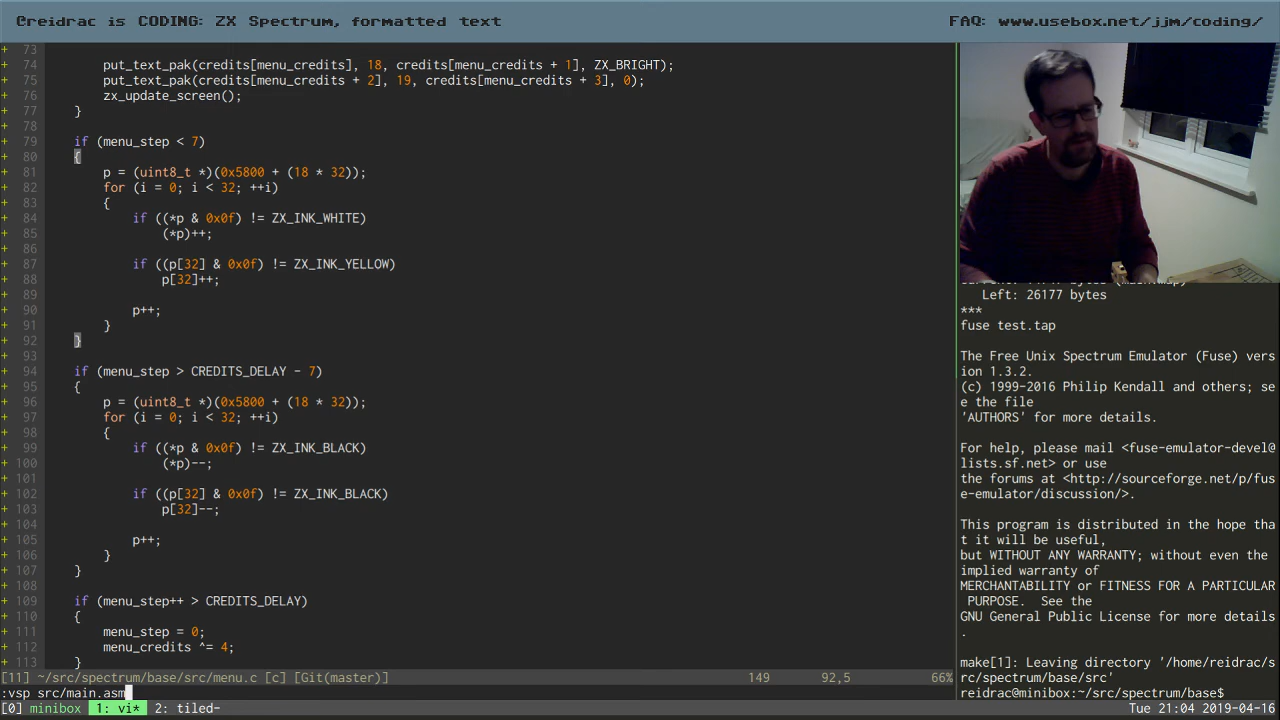 @reidrac is CODING: ZX Spectrum, formatted text
FAQ: www.usebox.net/jjm/coding/
+ 73
+ 74 put_text_pak(credits[menu_credits], 18, credits[menu_credits + 1], ZX_BRIGHT);
+ 75 put_text_pak(credits[menu_credits + 2], 19, credits[menu_credits + 3], 0);
+ 76 zx_update_screen();
+ 77 }
+ 78
+ 79 if (menu_step < 7)
+ 80 {
+ 81 p = (uint8_t *)(0x5800 + (18 * 32));
+ 82 for (i = 0; i < 32; ++i)
+ 83 {
+ 84 if ((*p & 0x0f) != ZX_INK_WHITE)
+ 85 (*p)++;
+ 86
+ 87 if ((p[32] & 0x0f) != ZX_INK_YELLOW)
+ 88 p[32]++;
+ 89
+ 90 p++;
+ 91 }
+ 92 }
+ 93
+ 94 if (menu_step > CREDITS_DELAY - 7)
+ 95 {
+ 96 p = (uint8_t *)(0x5800 + (18 * 32));
+ 97 for (i = 0; i < 32; ++i)
+ 98 {
+ 99 if ((*p & 0x0f) != ZX_INK_BLACK)
+ 100 (*p)--;
+ 101
+ 102 if ((p[32] & 0x0f) != ZX_INK_BLACK)
+ 103 p[32]--;
+ 104
+ 105 p++;
+ 106 }
+ 107 }
+ 108
+ 109 if (menu_step++ > CREDITS_DELAY)
+ 110 {
+ 111 menu_step = 0;
+ 112 menu_credits ^= 4;
+ 113 }
[11] ~/src/spectrum/base/src/menu.c [c] [Git(master)] 149 92,5 66%
:vsp src/main.asm
Left: 26177 bytes
***
fuse test.tap
The Free Unix Spectrum Emulator (Fuse) vers
ion 1.3.2.
(c) 1999-2016 Philip Kendall and others; se
e the file
'AUTHORS' for more details.
For help, please mail <fuse-emulator-devel@
lists.sf.net> or use
the forums at <http://sourceforge.net/p/fus
e-emulator/discussion/>.
This program is distributed in the hope tha
t it will be useful,
but WITHOUT ANY WARRANTY; without even the
implied warranty of
MERCHANTABILITY or FITNESS FOR A PARTICULAR
PURPOSE. See the
GNU General Public License for more details
.
make[1]: Leaving directory '/home/reidrac/s
rc/spectrum/base/src'
reidrac@minibox:~/src/spectrum/base$
[0] minibox 1: vi* 2: tiled-
Tue 21:04 2019-04-16